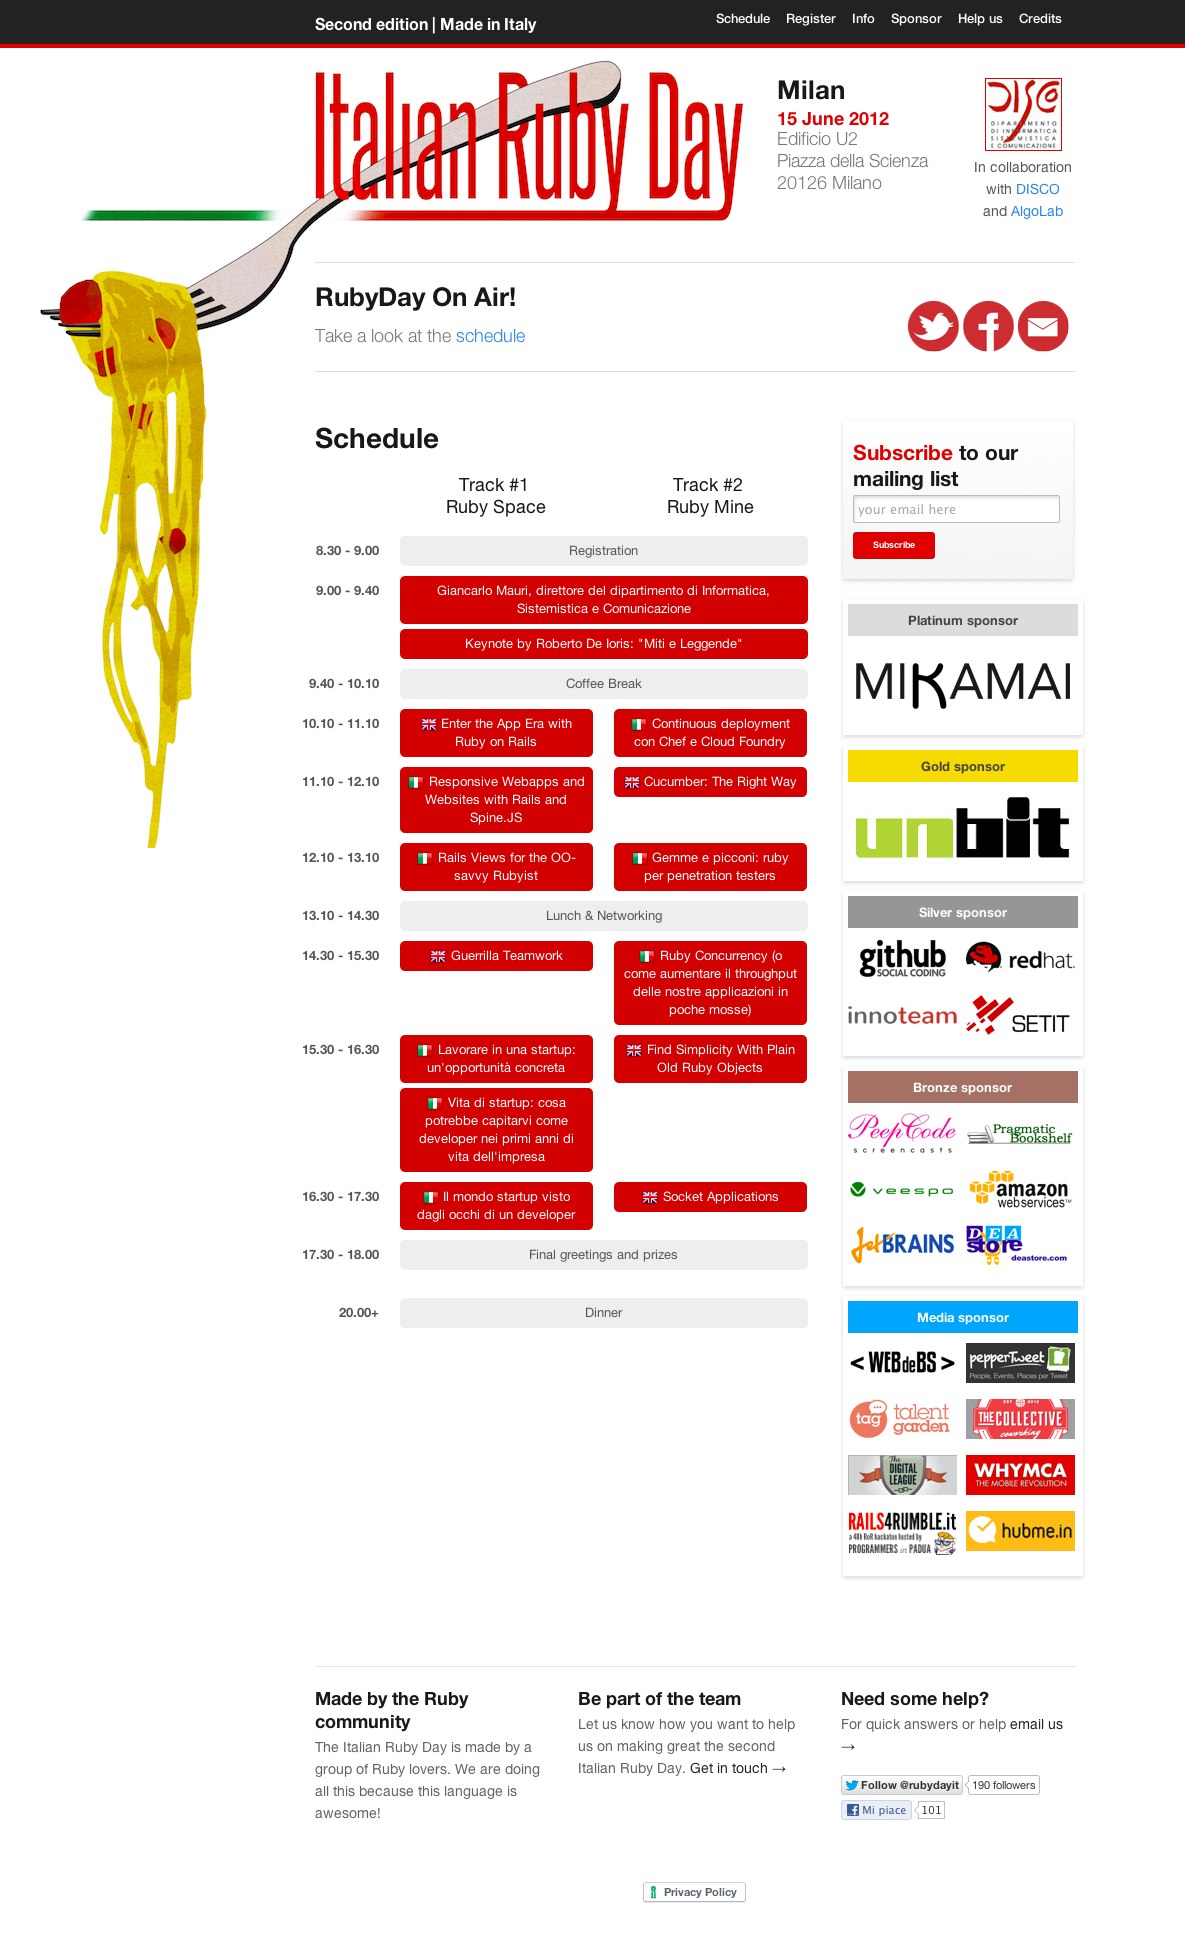 Second edition | Made in Italy
Schedule Register Info Sponsor Help us Credits
Italian Ruby Day
Milan
15 June 2012
Edificio U2
Piazza della Scienza
20126 Milano
DISCO
DIPARTIMENTO
DI INFORMATICA
SISTEMISTICA
E COMUNICAZIONE
In collaboration
with DISCO
and AlgoLab
RubyDay On Air!
Take a look at the schedule
Schedule
Track #1
Ruby Space
Track #2
Ruby Mine
8.30 - 9.00
Registration
9.00 - 9.40
Giancarlo Mauri, direttore del dipartimento di Informatica,
Sistemistica e Comunicazione
Keynote by Roberto De Ioris: "Miti e Leggende"
9.40 - 10.10
Coffee Break
10.10 - 11.10
Enter the App Era with
Ruby on Rails
Continuous deployment
con Chef e Cloud Foundry
11.10 - 12.10
Responsive Webapps and
Websites with Rails and
Spine.JS
Cucumber: The Right Way
12.10 - 13.10
Rails Views for the OO-
savvy Rubyist
Gemme e picconi: ruby
per penetration testers
13.10 - 14.30
Lunch & Networking
14.30 - 15.30
Guerrilla Teamwork
Ruby Concurrency (o
come aumentare il throughput
delle nostre applicazioni in
poche mosse)
15.30 - 16.30
Lavorare in una startup:
un'opportunità concreta
Find Simplicity With Plain
Old Ruby Objects
Vita di startup: cosa
potrebbe capitarvi come
developer nei primi anni di
vita dell'impresa
16.30 - 17.30
Il mondo startup visto
dagli occhi di un developer
Socket Applications
17.30 - 18.00
Final greetings and prizes
20.00+
Dinner
Subscribe to our
mailing list
your email here
Subscribe
Platinum sponsor
MIKAMAI
Gold sponsor
unbit
Silver sponsor
github
SOCIAL CODING
redhat.
innoteam
SETIT
Bronze sponsor
PeepCode
screencasts
Pragmatic
Bookshelf
veespo
amazon
webservices™
JetBRAINS
DEA
store
deastore.com
Media sponsor
< WEBdeBS >
pepperTweet
People, Events, Places per Tweet
tag
talent
garden
EST. 2012
THE COLLECTIVE
coworking
The
DIGITAL
LEAGUE
WHYMCA
THE MOBILE REVOLUTION
RAILS4RUMBLE.it
a 48h RoR hackaton hosted by
PROGRAMMERS in PADUA
hubme.in
Made by the Ruby
community
The Italian Ruby Day is made by a
group of Ruby lovers. We are doing
all this because this language is
awesome!
Be part of the team
Let us know how you want to help
us on making great the second
Italian Ruby Day. Get in touch →
Need some help?
For quick answers or help email us
→
Follow @rubydayit
190 followers
Mi piace
101
Privacy Policy